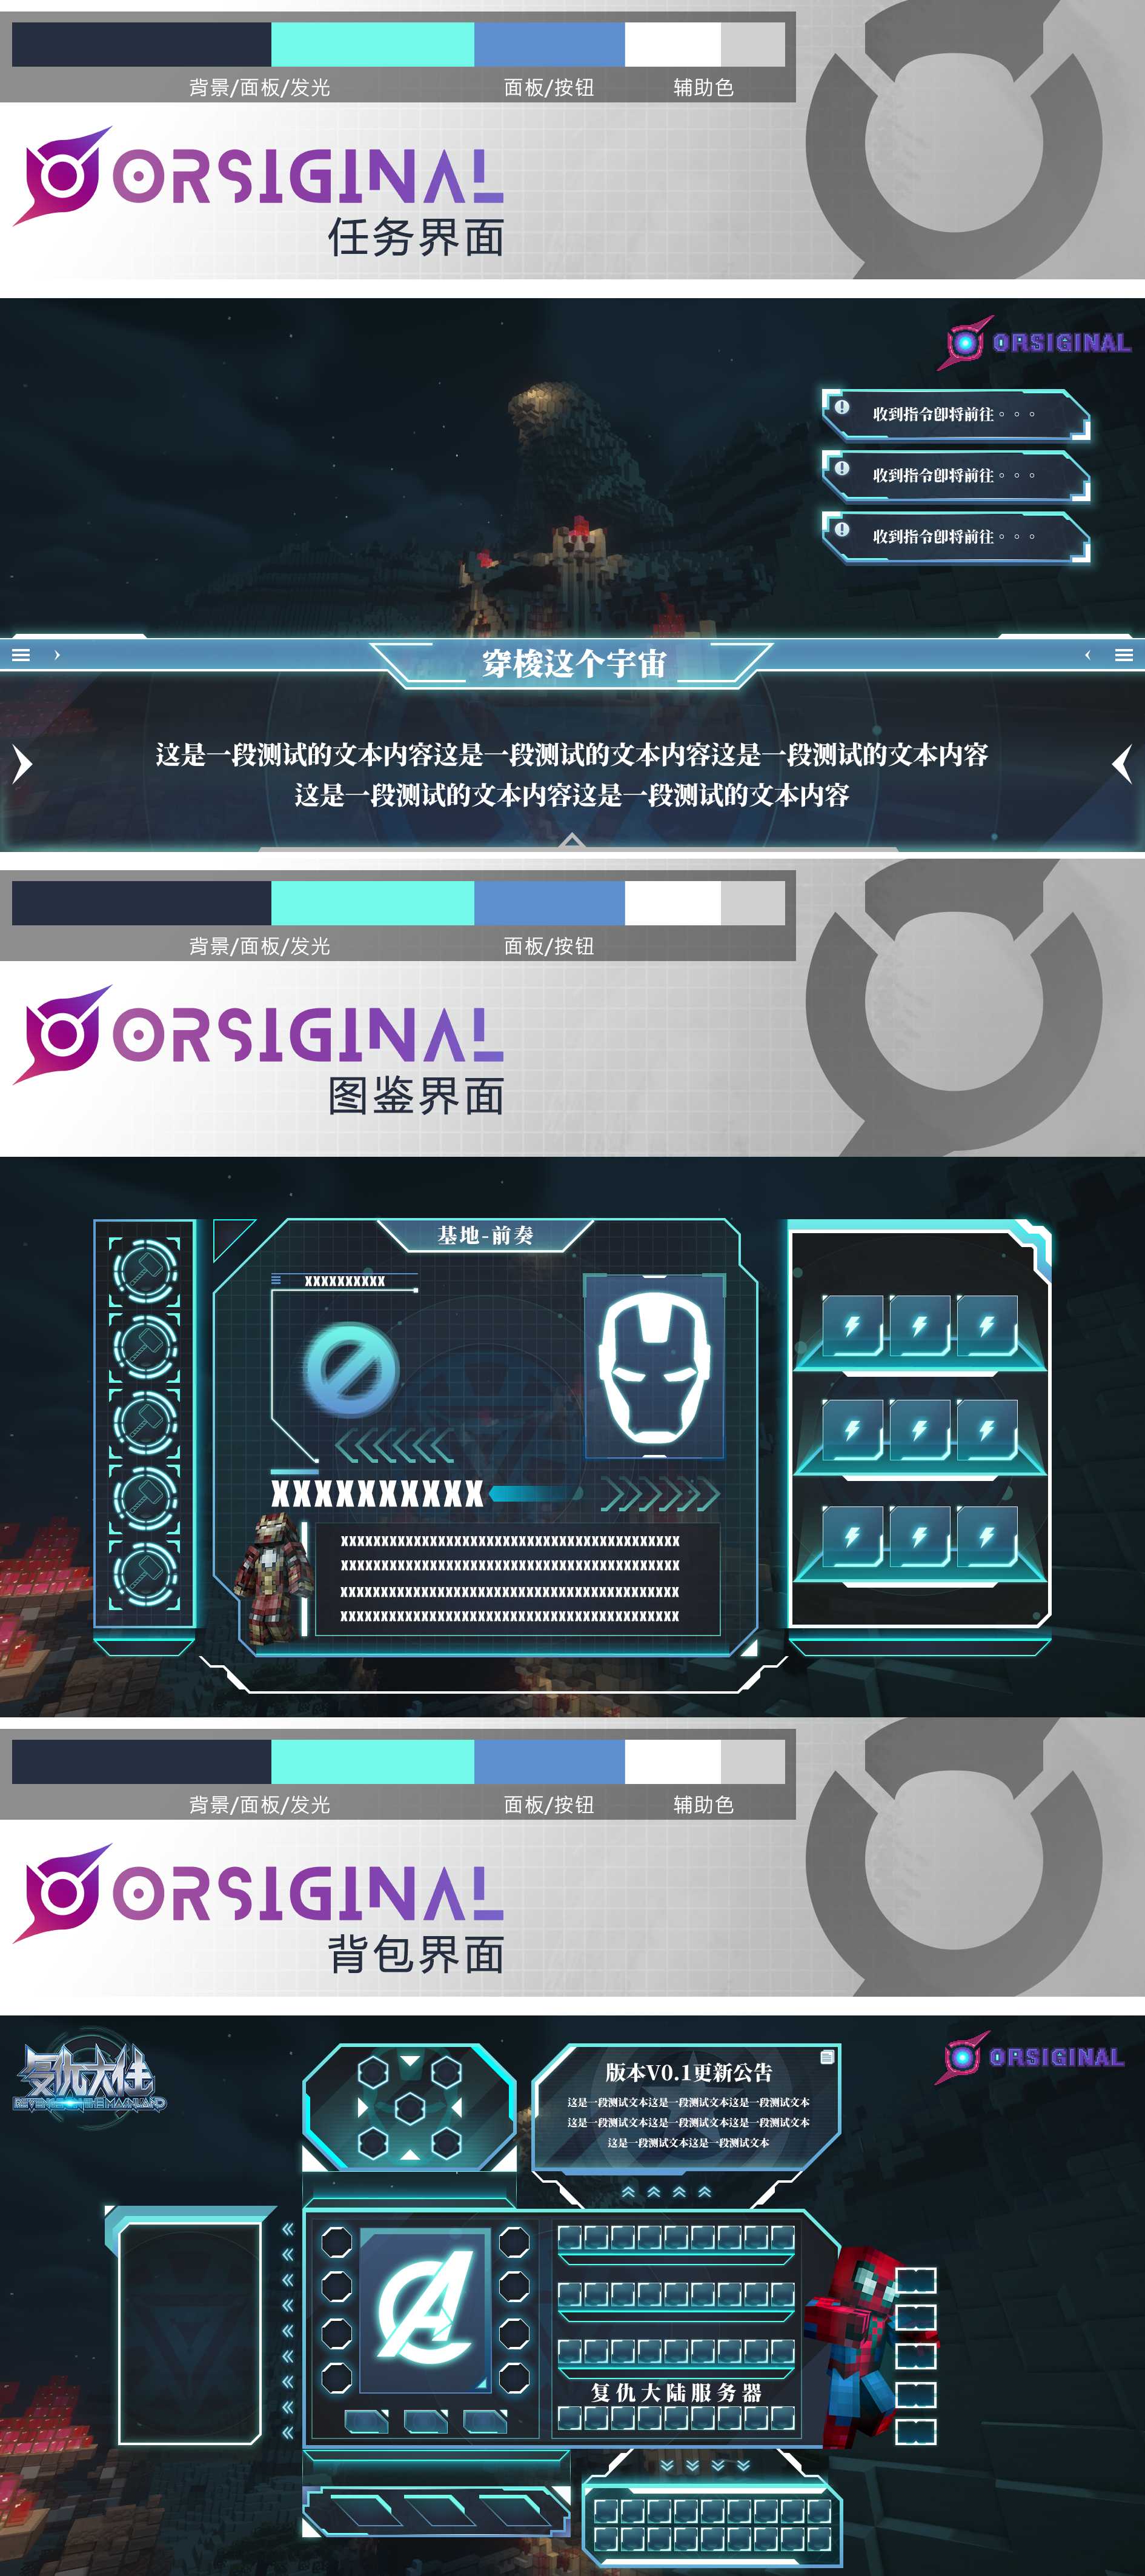 背景/面板/发光
面板/按钮
辅助色
ORSIGINAL
任务界面
ORSIGINAL
收到指令即将前往。。。
收到指令即将前往。。。
收到指令即将前往。。。
穿梭这个宇宙
这是一段测试的文本内容这是一段测试的文本内容这是一段测试的文本内容
这是一段测试的文本内容这是一段测试的文本内容
背景/面板/发光
面板/按钮
ORSIGINAL
图鉴界面
基地-前奏
XXXXXXXXXX
XXXXXXXXXX
XXXXXXXXXXXXXXXXXXXXXXXXXXXXXXXXXXXXXXXXXX
XXXXXXXXXXXXXXXXXXXXXXXXXXXXXXXXXXXXXXXXXX
XXXXXXXXXXXXXXXXXXXXXXXXXXXXXXXXXXXXXXXXXX
XXXXXXXXXXXXXXXXXXXXXXXXXXXXXXXXXXXXXXXXXX
背景/面板/发光
面板/按钮
辅助色
ORSIGINAL
背包界面
复仇大陆
REVENGE OF THE MAINLAND
ORSIGINAL
版本V0.1更新公告
这是一段测试文本这是一段测试文本这是一段测试文本
这是一段测试文本这是一段测试文本这是一段测试文本
这是一段测试文本这是一段测试文本
复仇大陆服务器